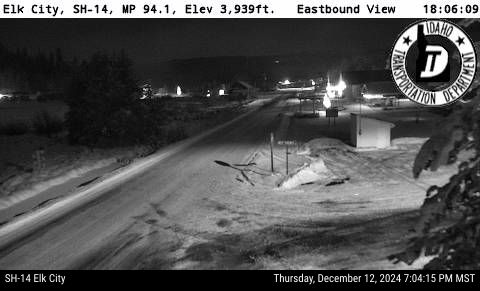 Elk City, SH-14, MP 94.1, Elev 3,939ft.   Eastbound View   18:06:09
IDAHO
TRANSPORTATION DEPARTMENT
SH-14 Elk City   Thursday, December 12, 2024 7:04:15 PM MST